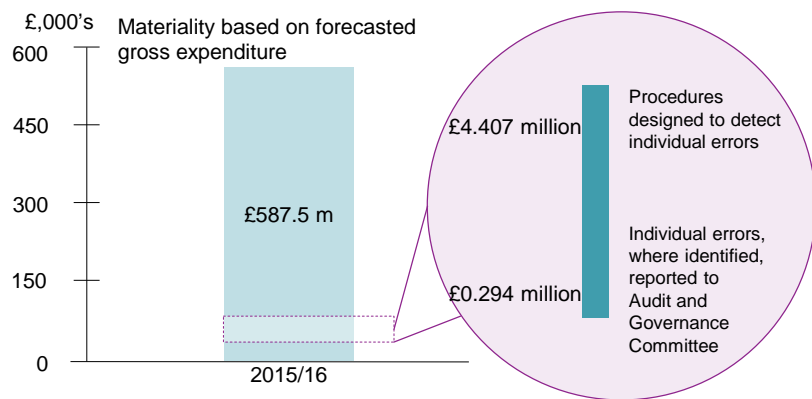 £,000's
Materiality based on forecasted
gross expenditure
600
450
300
150
0
£587.5 m
2015/16
£4.407 million
Procedures
designed to detect
individual errors
£0.294 million
Individual errors,
where identified,
reported to
Audit and
Governance
Committee